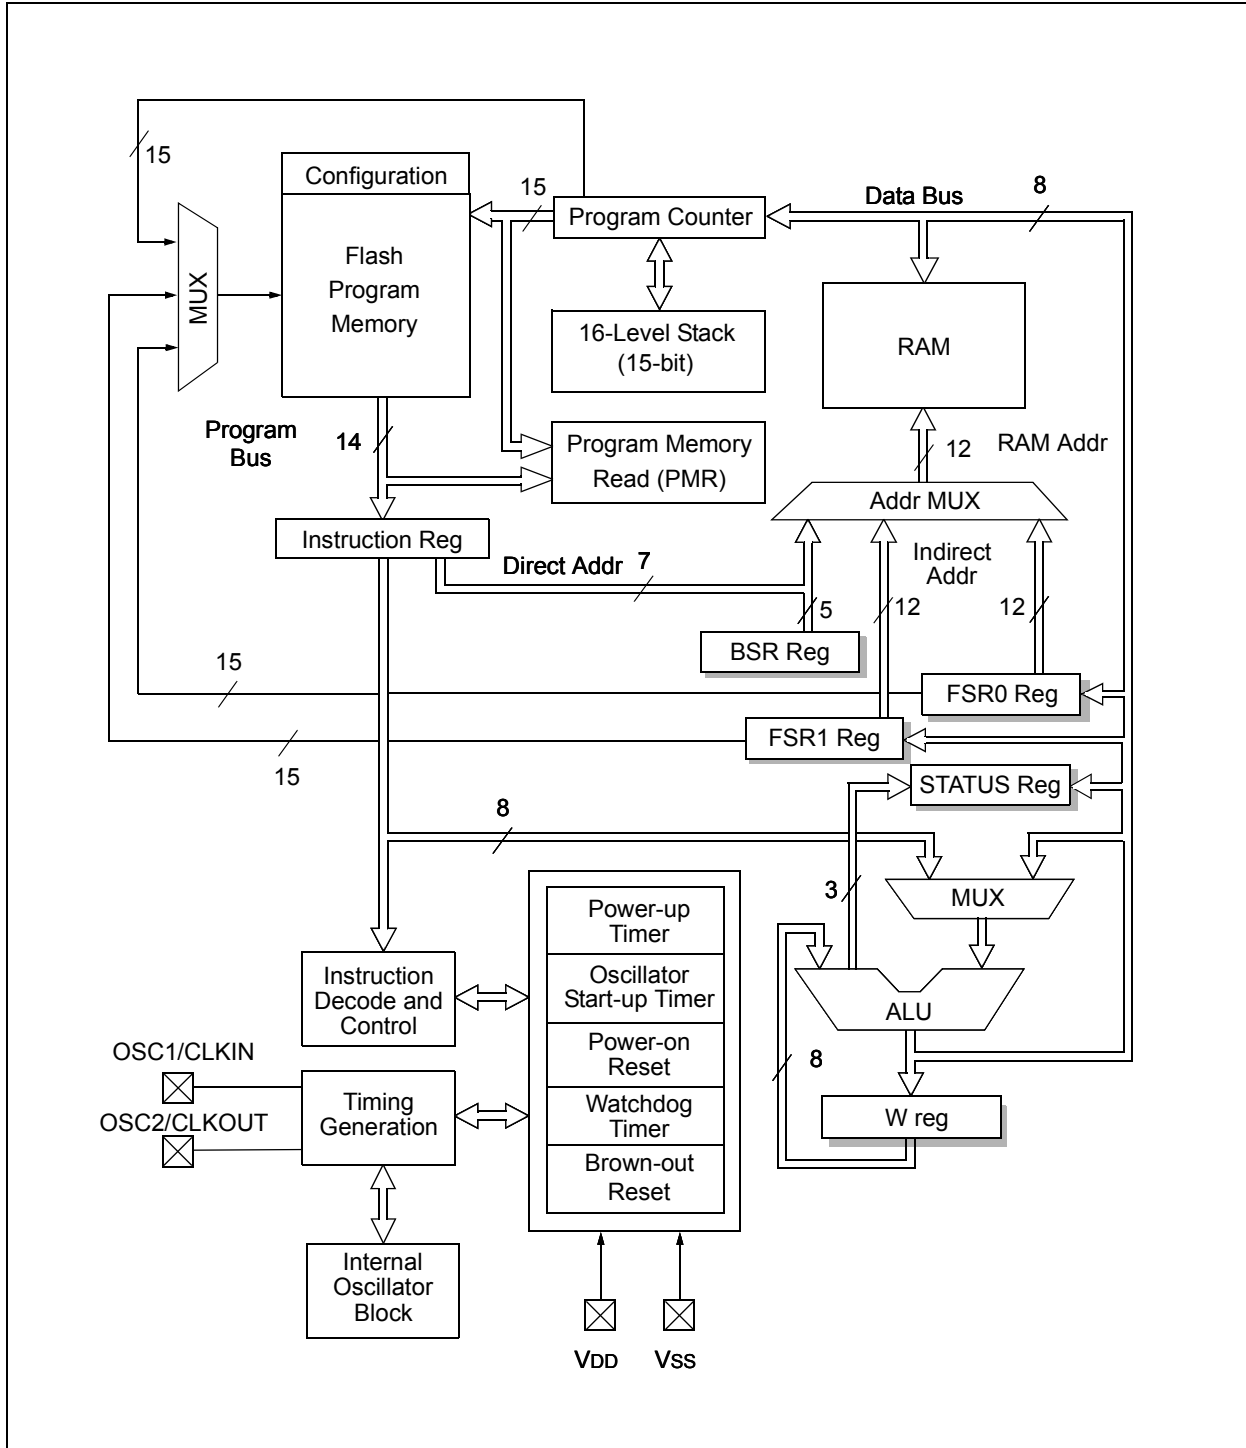 15
Configuration
15
Program Counter
Data Bus
8
MUX
Flash
Program
Memory
16-Level Stack
(15-bit)
RAM
Program
Bus
14
Program Memory
Read (PMR)
12
RAM Addr
Addr MUX
Instruction Reg
Direct Addr
7
Indirect
Addr
5
12
12
BSR Reg
15
FSR0 Reg
FSR1 Reg
15
STATUS Reg
8
3
MUX
Power-up
Timer
Oscillator
Start-up Timer
Power-on
Reset
Watchdog
Timer
Brown-out
Reset
Instruction
Decode and
Control
ALU
8
W reg
OSC1/CLKIN
OSC2/CLKOUT
Timing
Generation
Internal
Oscillator
Block
VDD
VSS